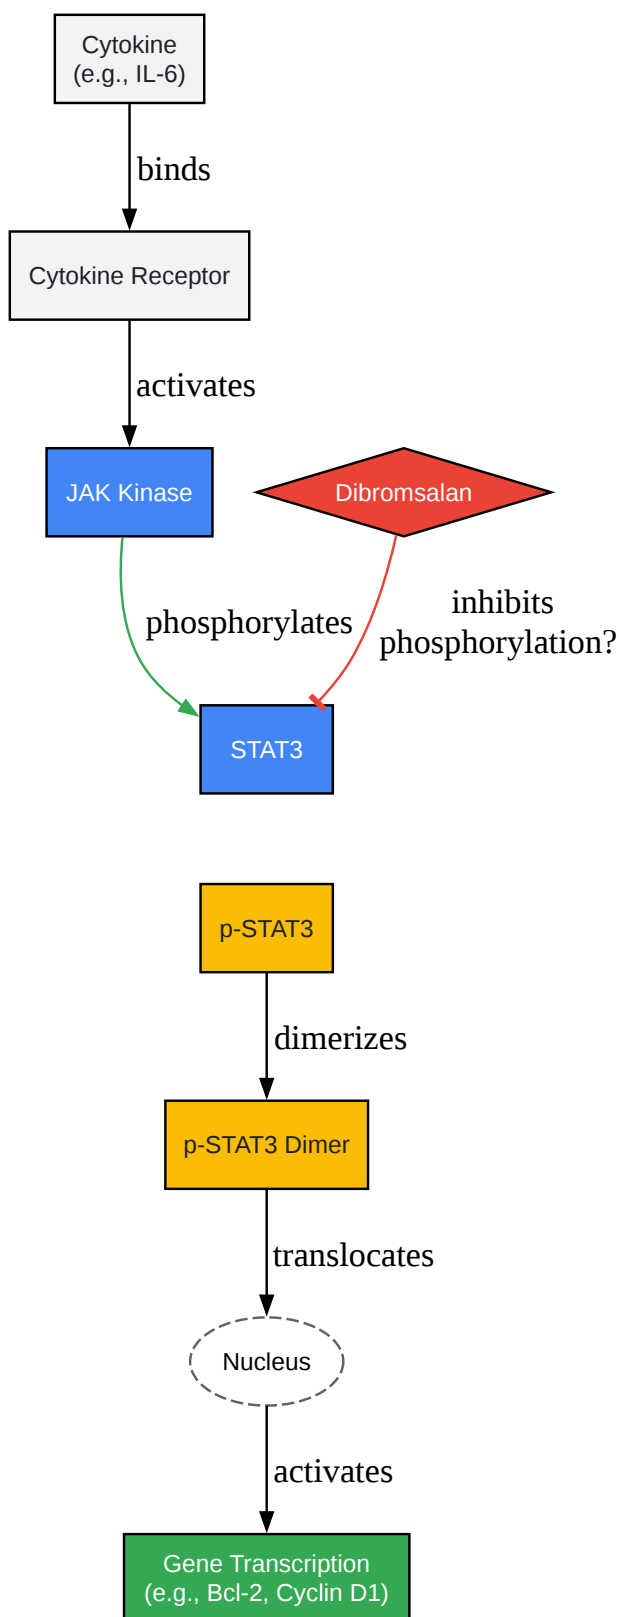 Cytokine
(e.g., IL-6)
binds
Cytokine Receptor
activates
JAK Kinase
Dibromsalan
phosphorylates
inhibits
phosphorylation?
STAT3
p-STAT3
dimerizes
p-STAT3 Dimer
translocates
Nucleus
activates
Gene Transcription
(e.g., Bcl-2, Cyclin D1)